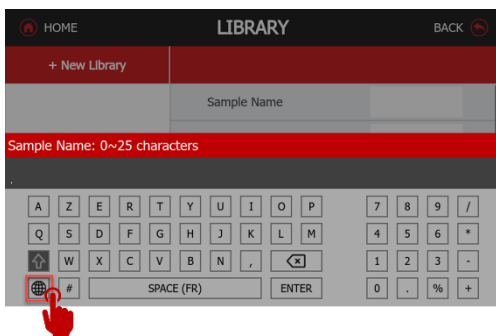 HOME LIBRARY BACK
+ New Library
Sample Name
Sample Name: 0~25 characters
A Z E R T Y U I O P 7 8 9 /
Q S D F G H J K L M 4 5 6 *
W X C V B N , 1 2 3 -
# SPACE (FR) ENTER 0 . % +